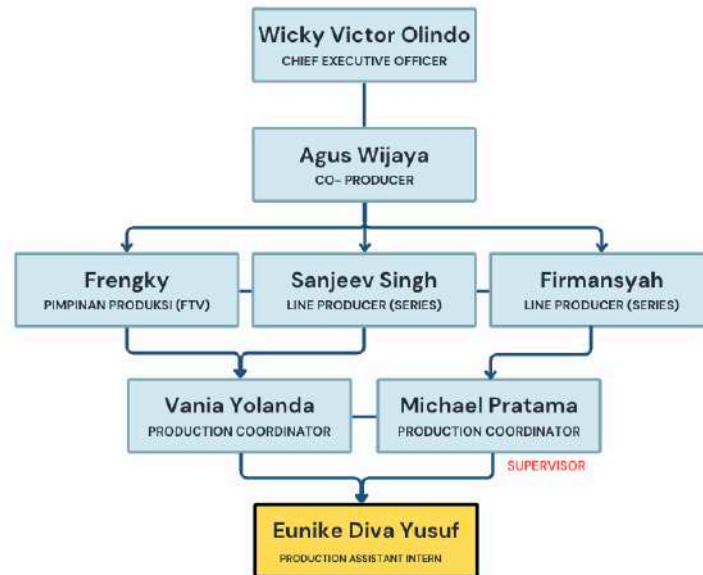 Wicky Victor Olindo
CHIEF EXECUTIVE OFFICER
Agus Wijaya
CO- PRODUCER
Frengky
PIMPINAN PRODUKSI (FTV)
Sanjeev Singh
LINE PRODUCER (SERIES)
Firmansyah
LINE PRODUCER (SERIES)
Vania Yolanda
PRODUCTION COORDINATOR
Michael Pratama
PRODUCTION COORDINATOR
SUPERVISOR
Eunike Diva Yusuf
PRODUCTION ASSISTANT INTERN